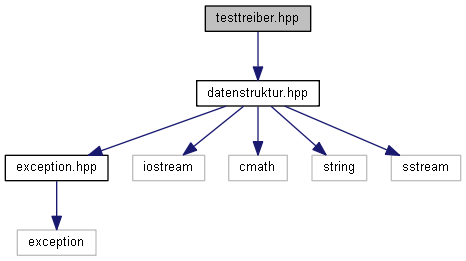 testtreiber.hpp
datenstruktur.hpp
exception.hpp
iostream
cmath
string
sstream
exception